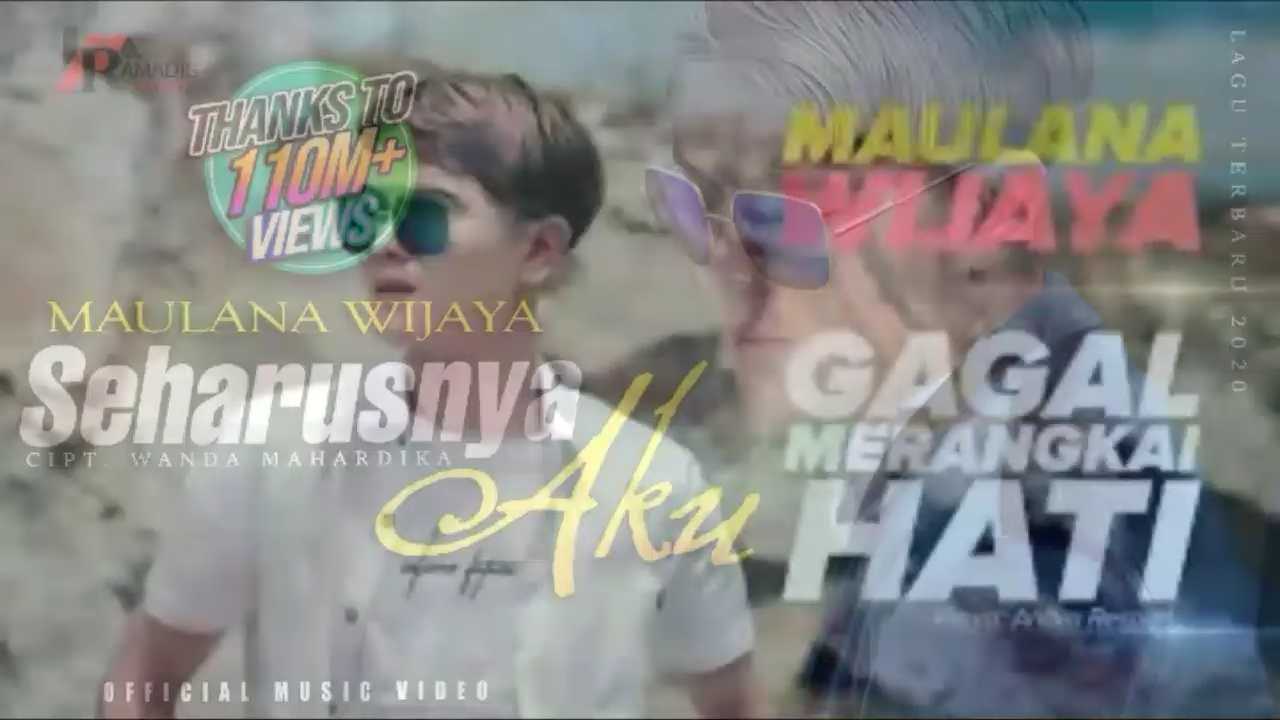 RAMADIG
THANKS TO
110M+
VIEWS
MAULANA WIJAYA
Seharusnya
Aku
CIPT. WANDA MAHARDIKA
OFFICIAL MUSIC VIDEO
MAULANA
WIJAYA
GAGAL
MERANGKAI
HATI
LAGU TERBARU 2020